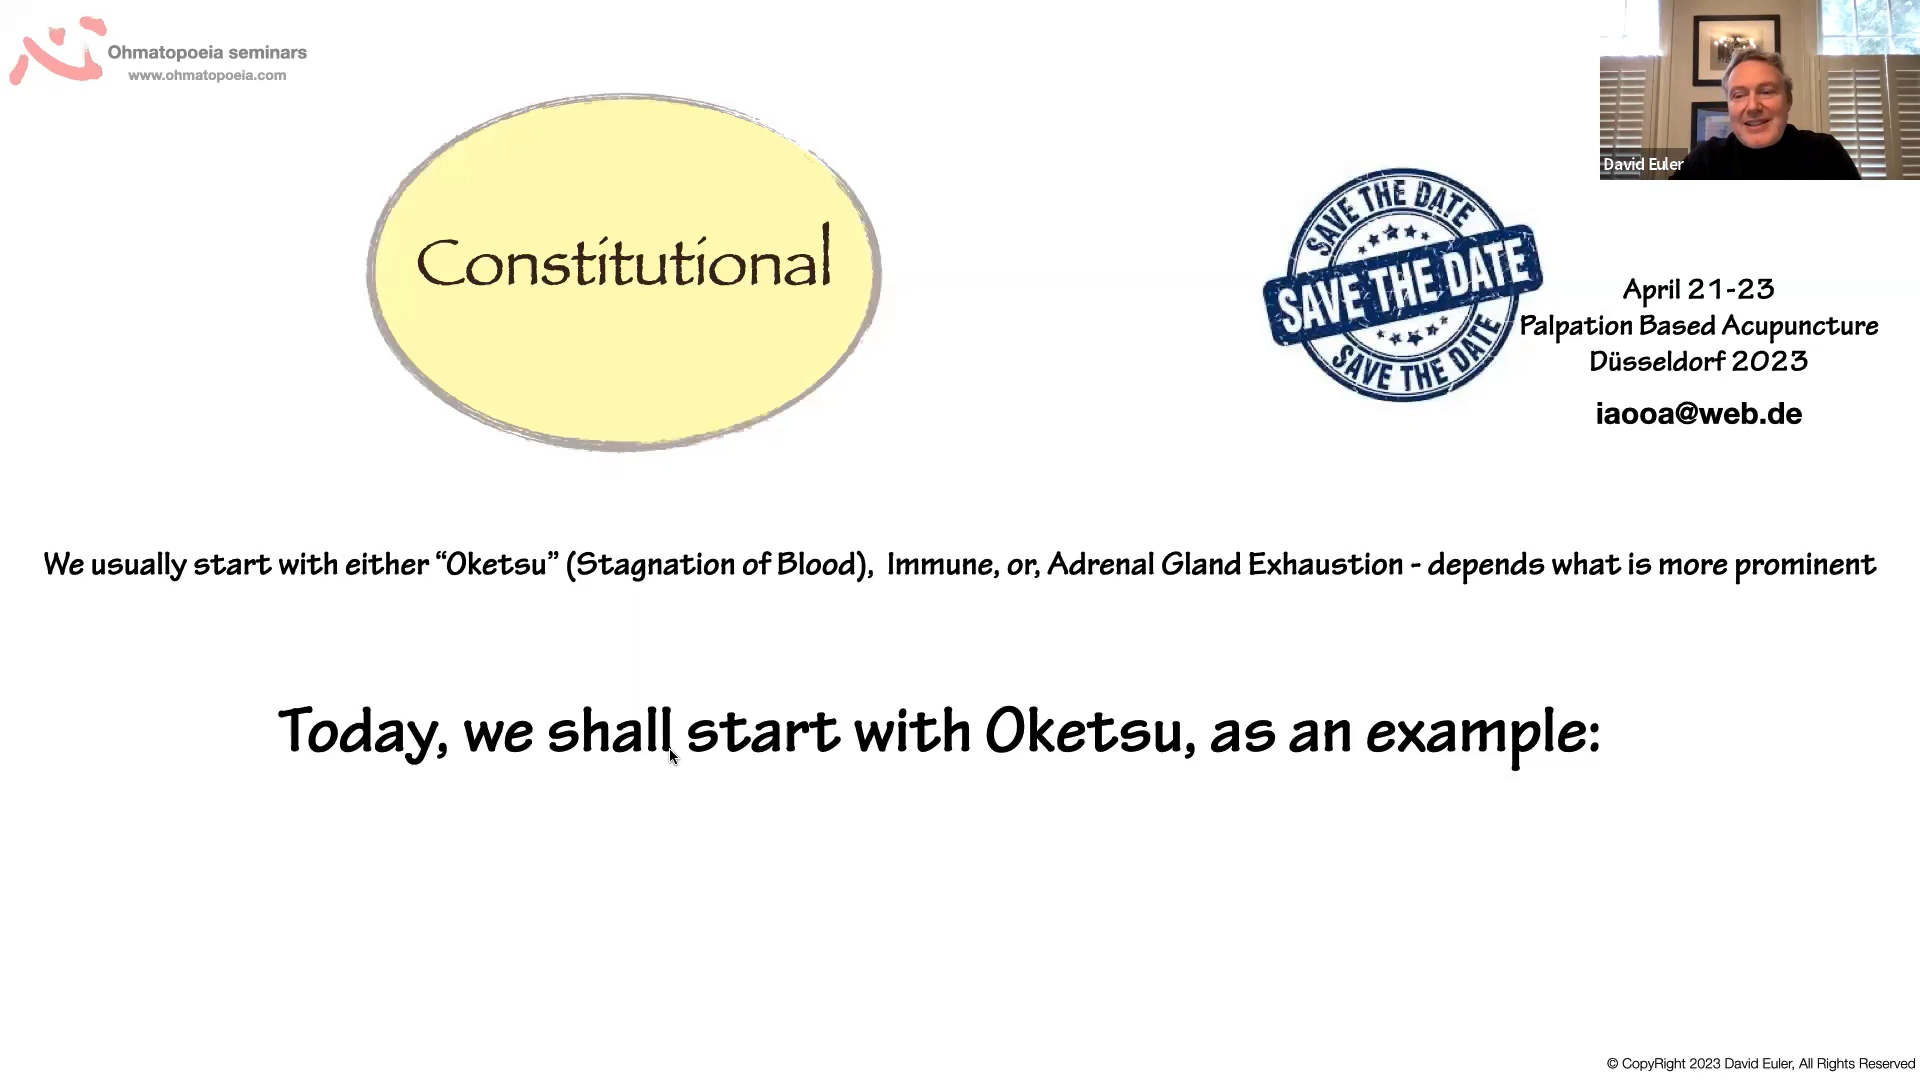 Ohmatopoeia seminars
www.ohmatopoeia.com
David Euler
Constitutional
SAVE THE DATE
SAVE THE DATE
SAVE THE DATE
April 21-23
Palpation Based Acupuncture
Düsseldorf 2023
iaooa@web.de
We usually start with either “Oketsu” (Stagnation of Blood), Immune, or, Adrenal Gland Exhaustion - depends what is more prominent
Today, we shall start with Oketsu, as an example:
© CopyRight 2023 David Euler, All Rights Reserved